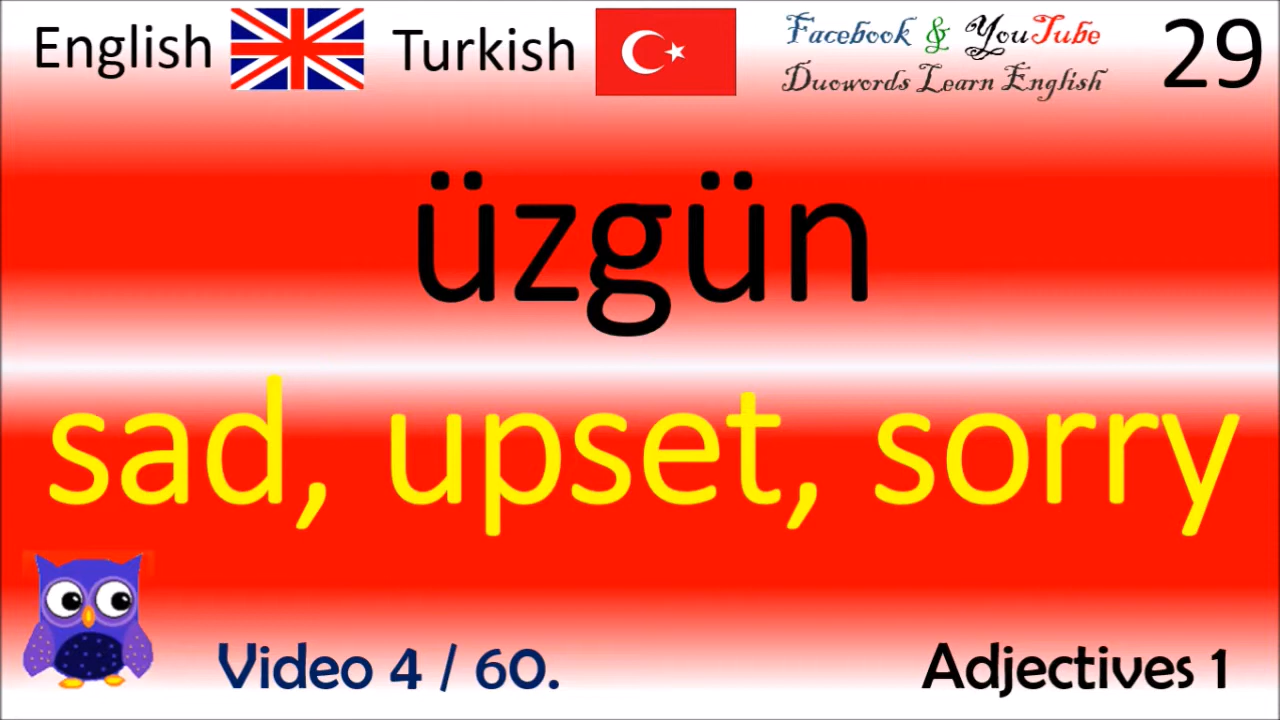 English Turkish Facebook & YouTube 29
Duowords Learn English
üzgün
sad, upset, sorry
Video 4 / 60. Adjectives 1